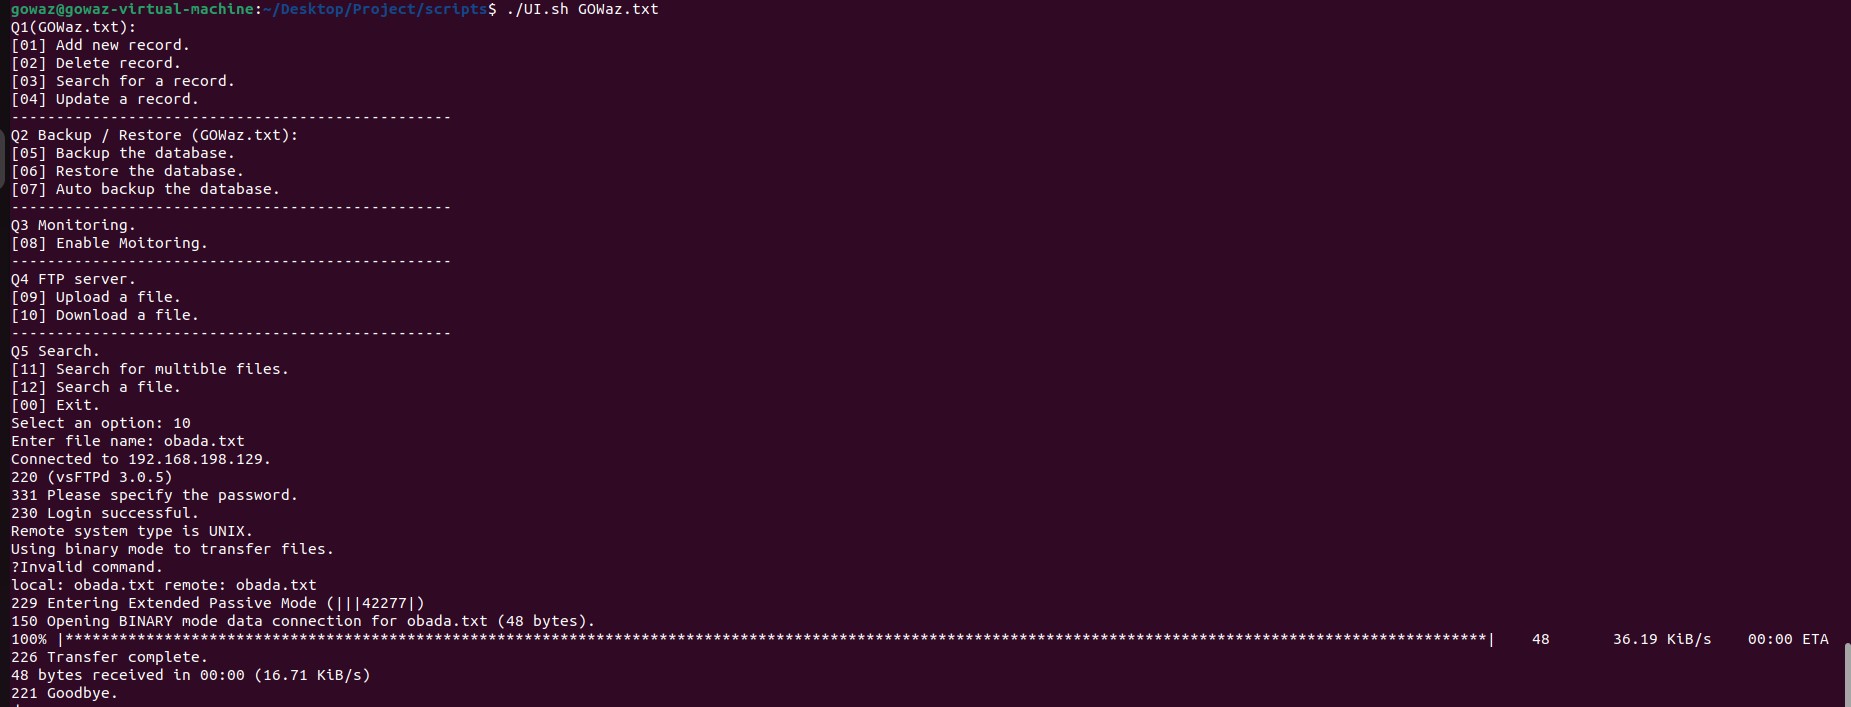 gowaz@gowaz-virtual-machine:~/Desktop/Project/scripts$ ./UI.sh GOWaz.txt
Q1(GOWaz.txt):
[01] Add new record.
[02] Delete record.
[03] Search for a record.
[04] Update a record.
-------------------------------------------------
Q2 Backup / Restore (GOWaz.txt):
[05] Backup the database.
[06] Restore the database.
[07] Auto backup the database.
-------------------------------------------------
Q3 Monitoring.
[08] Enable Moitoring.
-------------------------------------------------
Q4 FTP server.
[09] Upload a file.
[10] Download a file.
-------------------------------------------------
Q5 Search.
[11] Search for multible files.
[12] Search a file.
[00] Exit.
Select an option: 10
Enter file name: obada.txt
Connected to 192.168.198.129.
220 (vsFTPd 3.0.5)
331 Please specify the password.
230 Login successful.
Remote system type is UNIX.
Using binary mode to transfer files.
?Invalid command.
local: obada.txt remote: obada.txt
229 Entering Extended Passive Mode (|||42277|)
150 Opening BINARY mode data connection for obada.txt (48 bytes).
100% |**************************************************************************************************************************************************************| 48 36.19 KiB/s 00:00 ETA
226 Transfer complete.
48 bytes received in 00:00 (16.71 KiB/s)
221 Goodbye.